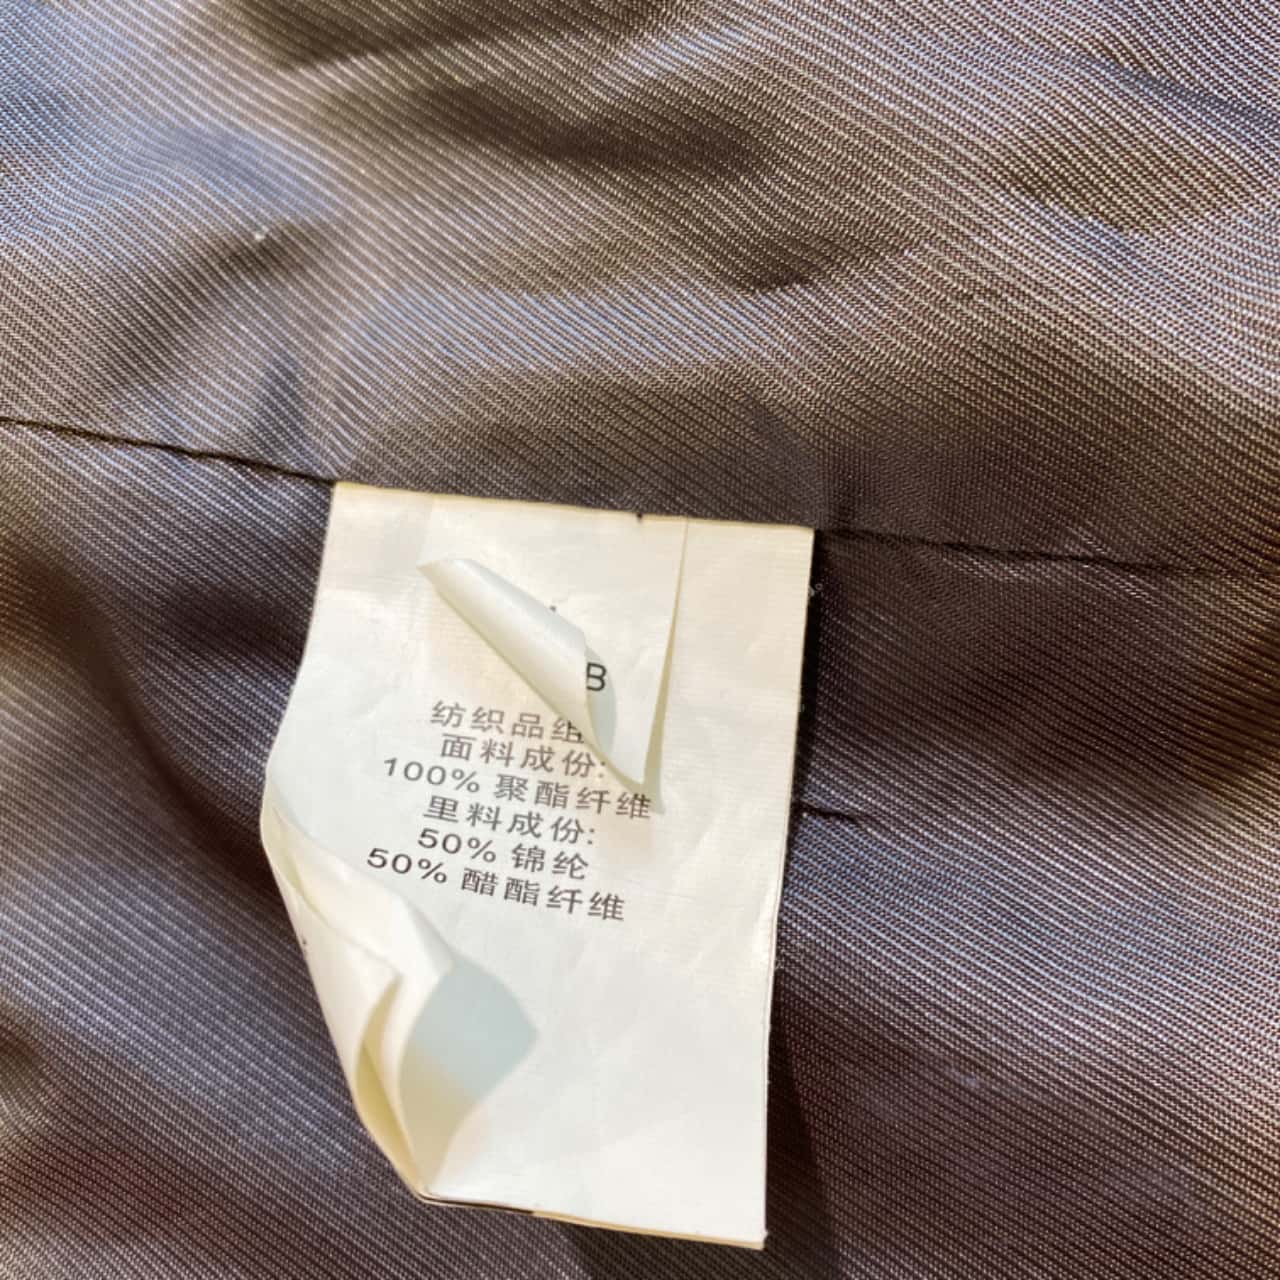 B
纺织品组
面料成份:
100% 聚酯纤维
里料成份:
50% 锦纶
50% 醋酯纤维